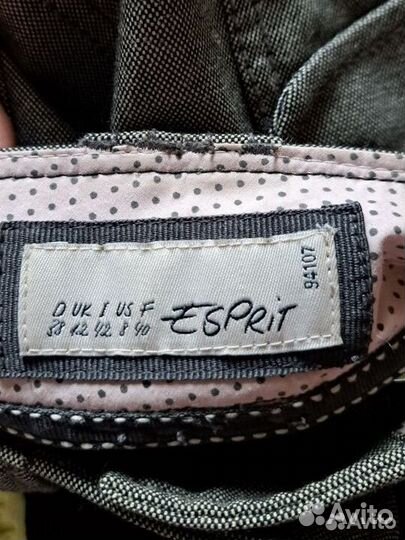 D UK I US F
38 12 42 8 40
ESPRIT
94107
Avito